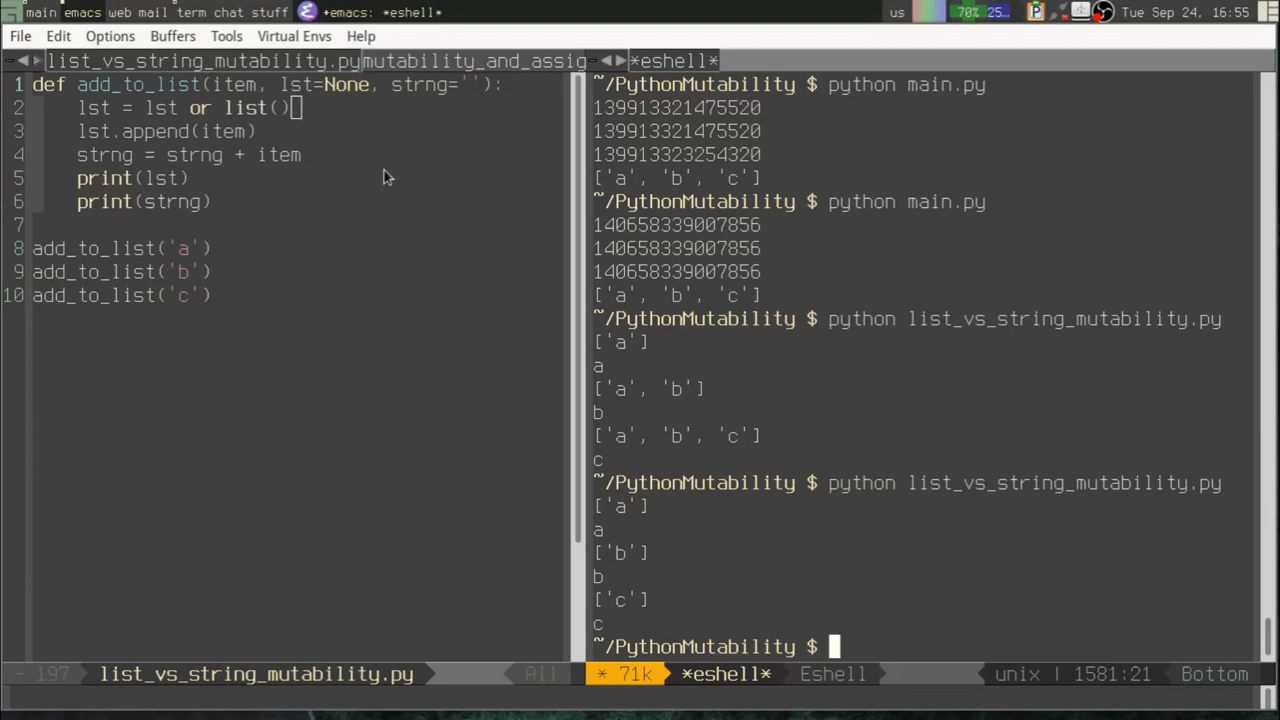 main emacs web mail term chat stuff +emacs: *eshell* us 70% 25... Tue Sep 24, 16:55
File Edit Options Buffers Tools Virtual Envs Help
list_vs_string_mutability.py mutability_and_assig
1 def add_to_list(item, lst=None, strng=''):
2 lst = lst or list()
3 lst.append(item)
4 strng = strng + item
5 print(lst)
6 print(strng)
7
8 add_to_list('a')
9 add_to_list('b')
10 add_to_list('c')
- 197 list_vs_string_mutability.py All
*eshell*
~/PythonMutability $ python main.py
139913321475520
139913321475520
139913323254320
['a', 'b', 'c']
~/PythonMutability $ python main.py
140658339007856
140658339007856
140658339007856
['a', 'b', 'c']
~/PythonMutability $ python list_vs_string_mutability.py
['a']
a
['a', 'b']
b
['a', 'b', 'c']
c
~/PythonMutability $ python list_vs_string_mutability.py
['a']
a
['b']
b
['c']
c
~/PythonMutability $
* 71k *eshell* Eshell unix | 1581:21 Bottom